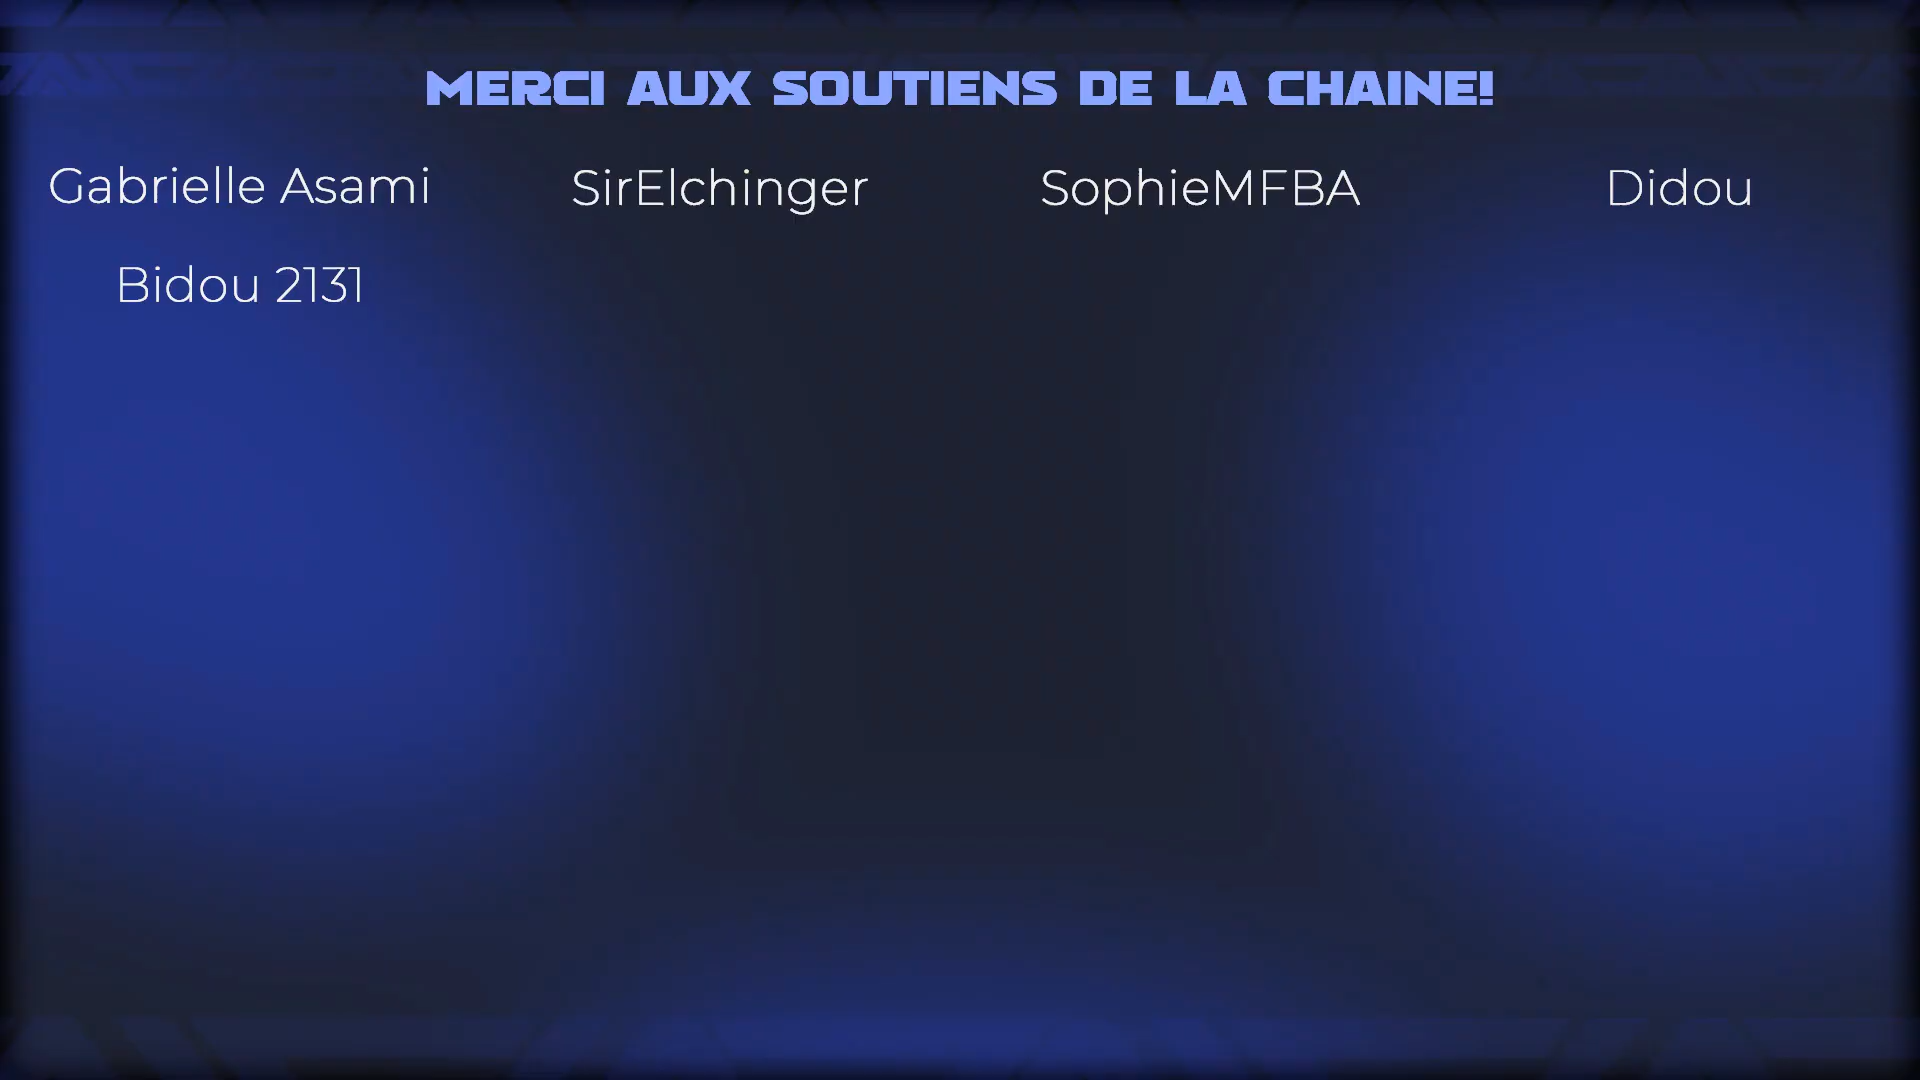 MERCI AUX SOUTIENS DE LA CHAINE!
Gabrielle Asami SirElchinger SophieMFBA Didou
Bidou 2131